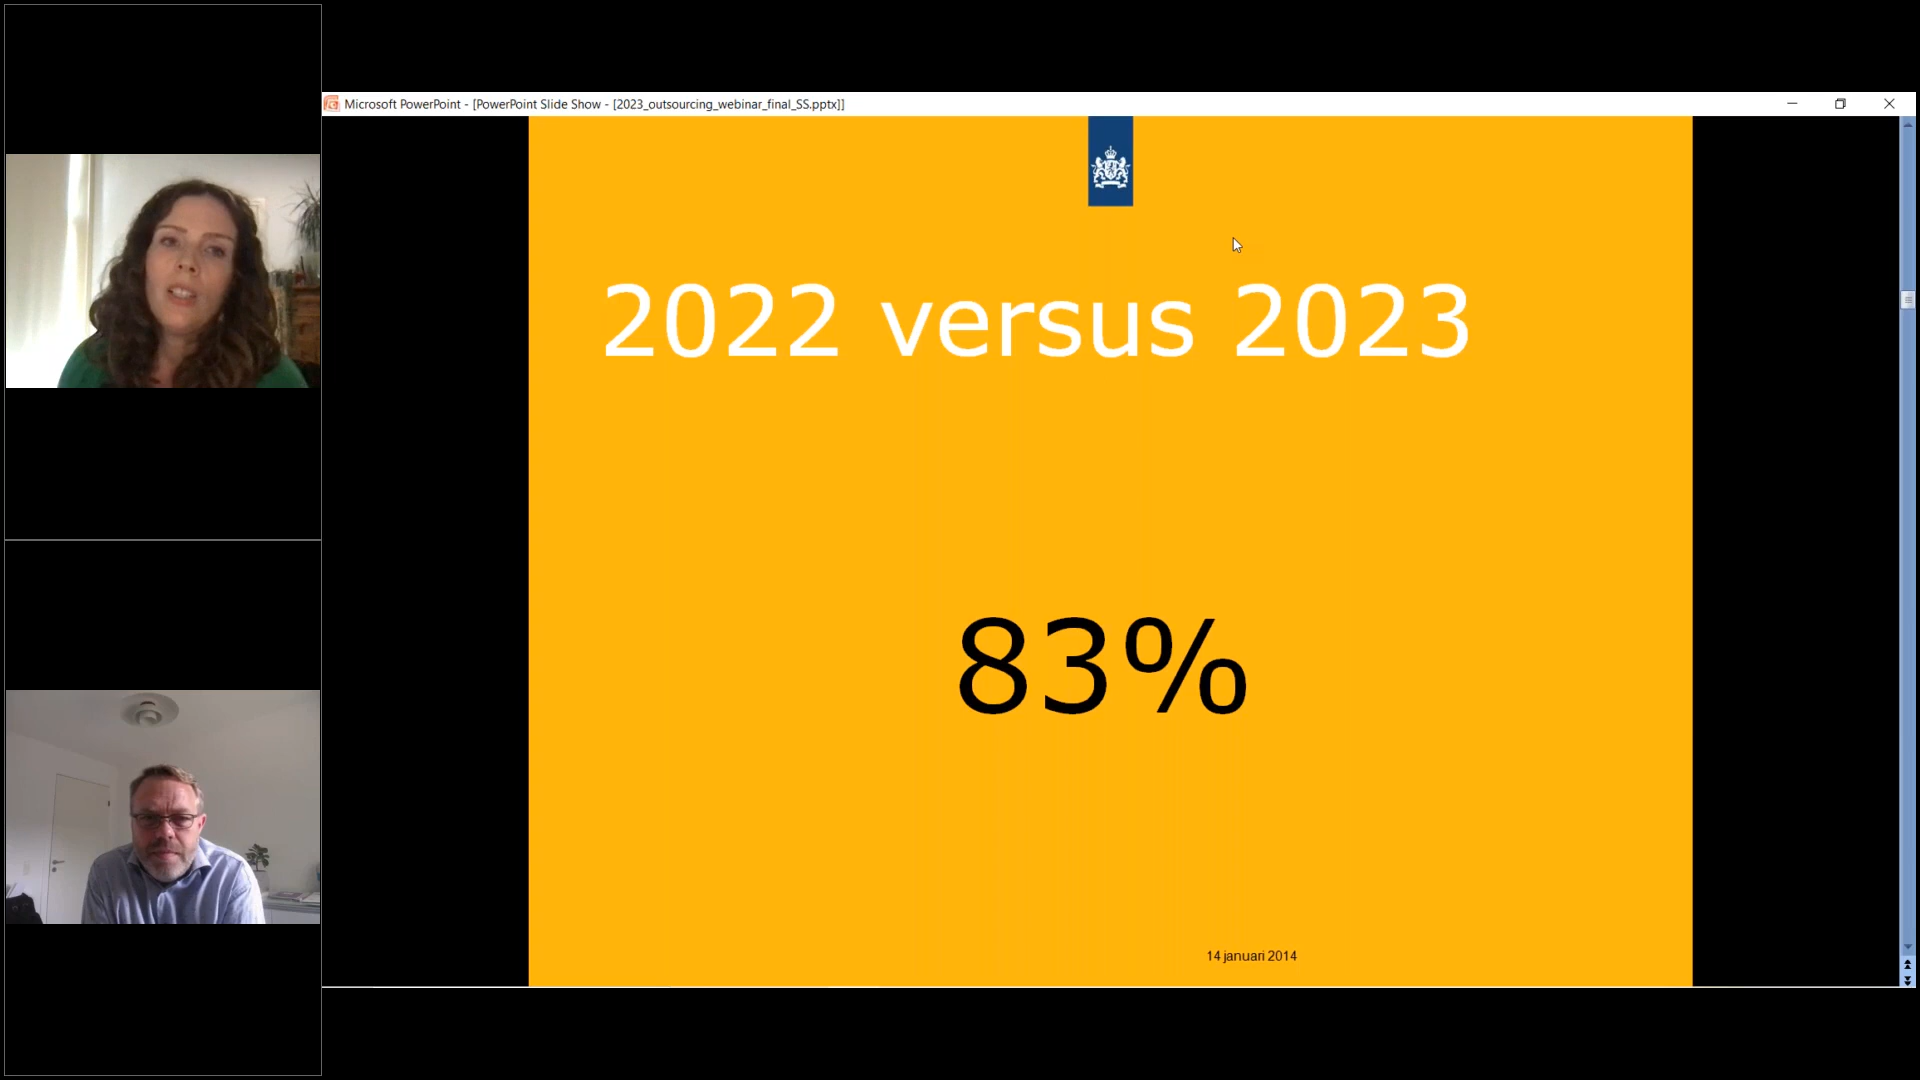 Microsoft PowerPoint - [PowerPoint Slide Show - [2023_outsourcing_webinar_final_SS.pptx]]
2022 versus 2023
83%
14 januari 2014